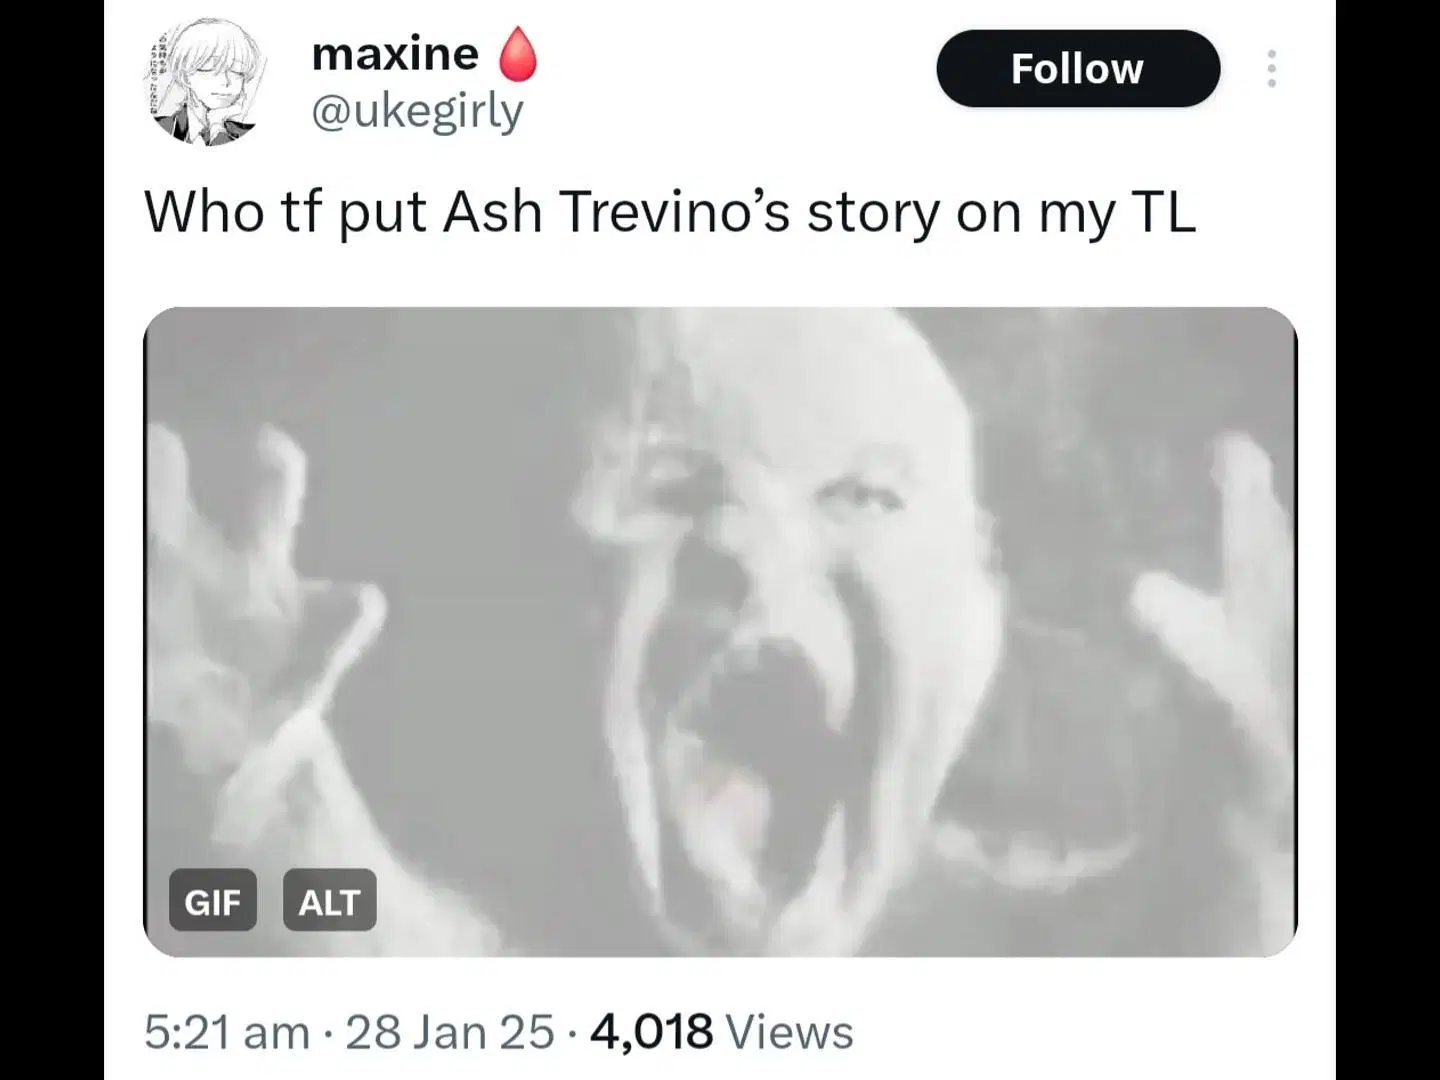 maxine
@ukegirly
Follow
Who tf put Ash Trevino’s story on my TL
GIF
ALT
5:21 am · 28 Jan 25 · 4,018 Views